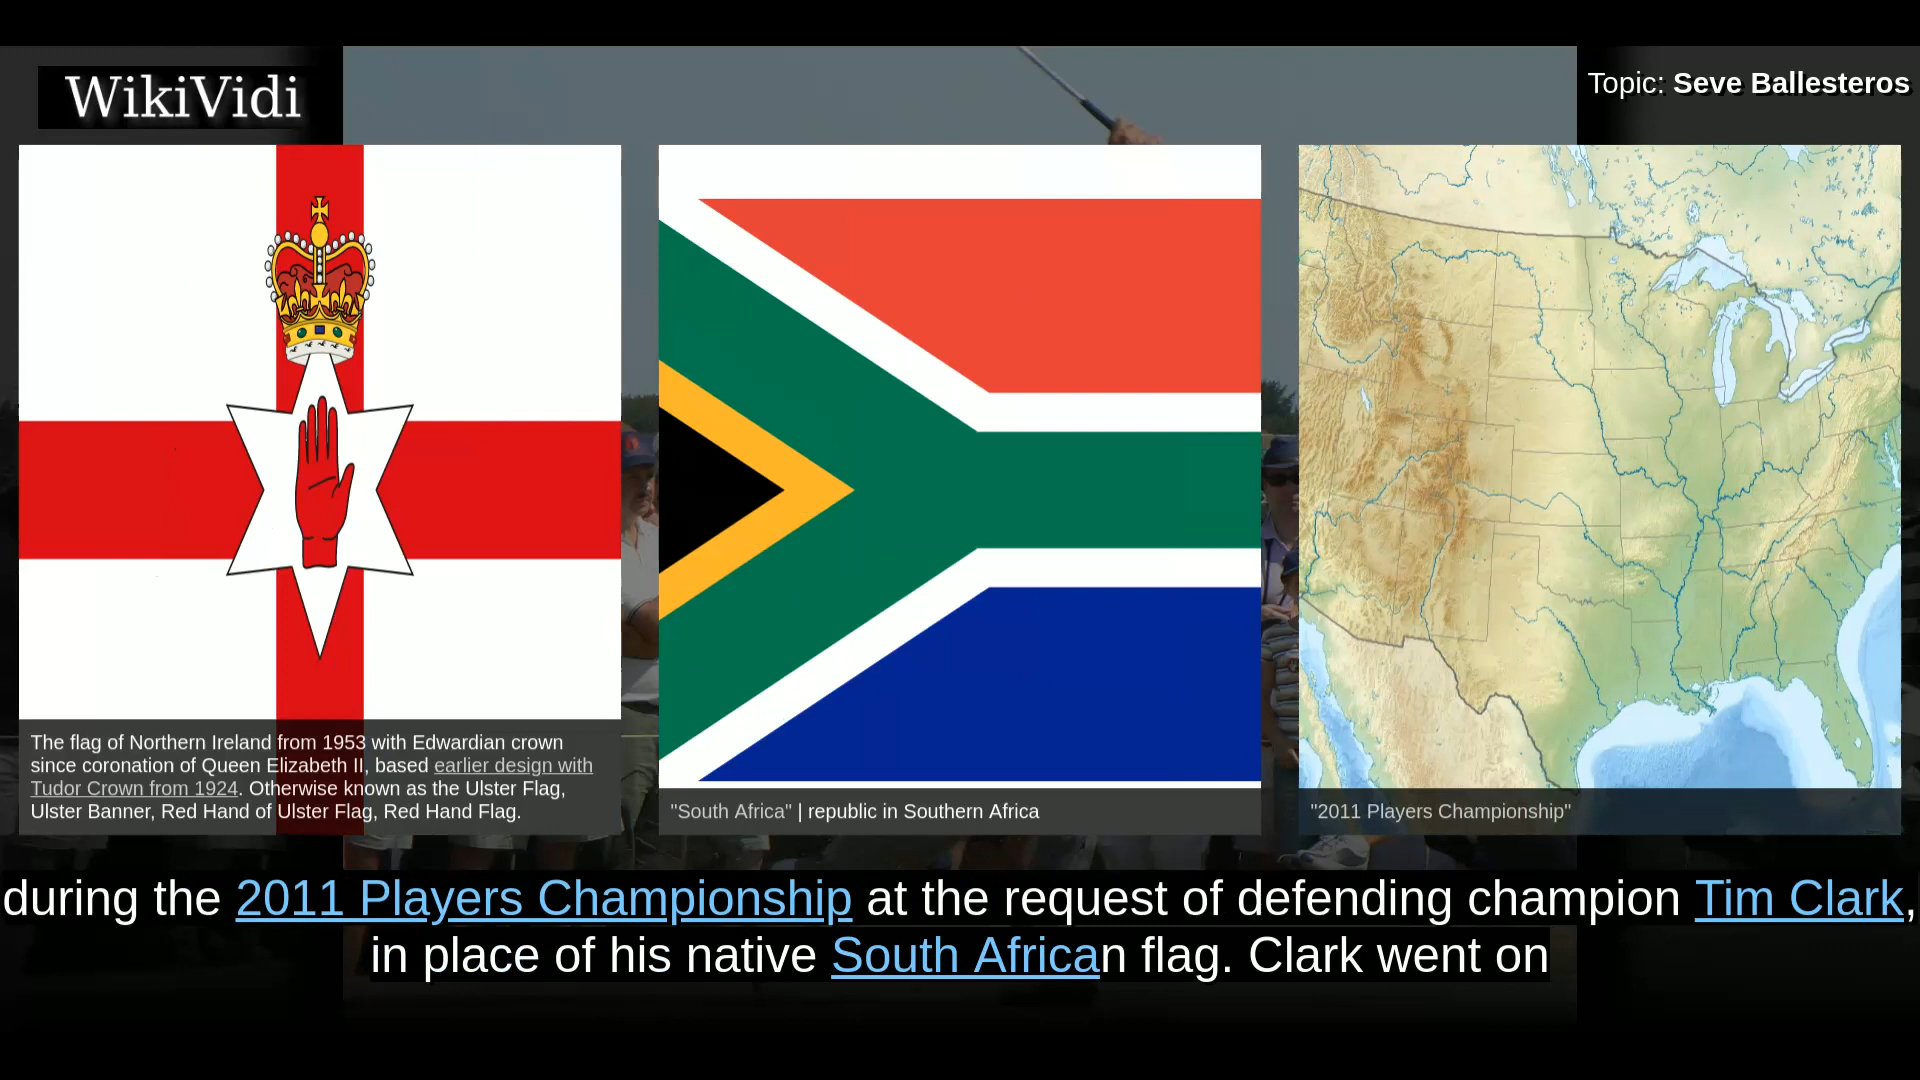 WikiVidi
Topic: Seve Ballesteros
The flag of Northern Ireland from 1953 with Edwardian crown
since coronation of Queen Elizabeth II, based earlier design with
Tudor Crown from 1924. Otherwise known as the Ulster Flag,
Ulster Banner, Red Hand of Ulster Flag, Red Hand Flag.
"South Africa" | republic in Southern Africa
"2011 Players Championship"
during the 2011 Players Championship at the request of defending champion Tim Clark,
in place of his native South African flag. Clark went on